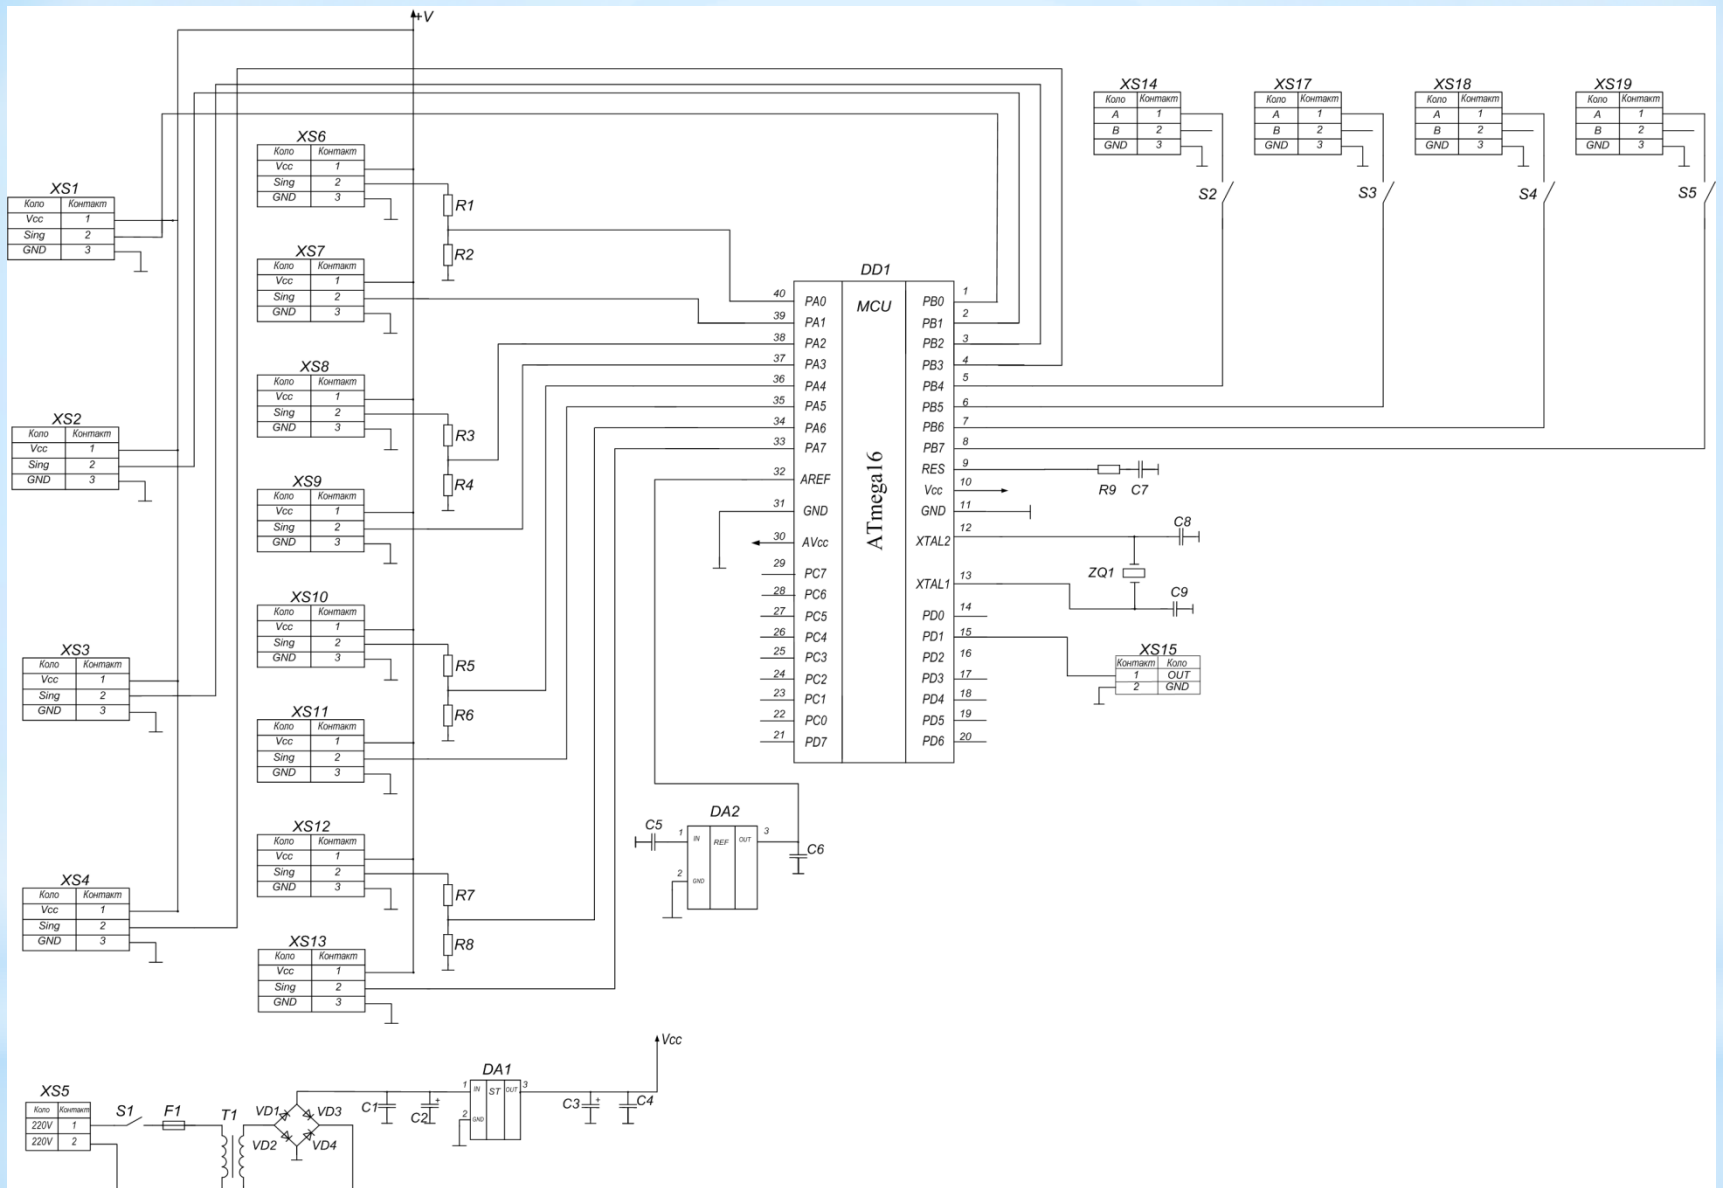 +V
XS1
Коло Контакт
Vcc 1
Sing 2
GND 3
XS2
Коло Контакт
Vcc 1
Sing 2
GND 3
XS3
Коло Контакт
Vcc 1
Sing 2
GND 3
XS4
Коло Контакт
Vcc 1
Sing 2
GND 3
XS6
Коло Контакт
Vcc 1
Sing 2
GND 3
R1
R2
XS7
Коло Контакт
Vcc 1
Sing 2
GND 3
XS8
Коло Контакт
Vcc 1
Sing 2
GND 3
R3
R4
XS9
Коло Контакт
Vcc 1
Sing 2
GND 3
XS10
Коло Контакт
Vcc 1
Sing 2
GND 3
R5
R6
XS11
Коло Контакт
Vcc 1
Sing 2
GND 3
XS12
Коло Контакт
Vcc 1
Sing 2
GND 3
R7
R8
XS13
Коло Контакт
Vcc 1
Sing 2
GND 3
DD1
MCU
ATmega16
40 PA0
39 PA1
38 PA2
37 PA3
36 PA4
35 PA5
34 PA6
33 PA7
32 AREF
31 GND
30 AVcc
29 PC7
28 PC6
27 PC5
26 PC4
25 PC3
24 PC2
23 PC1
22 PC0
21 PD7
PB0 1
PB1 2
PB2 3
PB3 4
PB4 5
PB5 6
PB6 7
PB7 8
RES 9
Vcc 10
GND 11
XTAL2 12
XTAL1 13
PD0 14
PD1 15
PD2 16
PD3 17
PD4 18
PD5 19
PD6 20
XS14
Коло Контакт
A 1
B 2
GND 3
S2
XS17
Коло Контакт
A 1
B 2
GND 3
S3
XS18
Коло Контакт
A 1
B 2
GND 3
S4
XS19
Коло Контакт
A 1
B 2
GND 3
S5
R9 C7
C8
ZQ1
C9
XS15
Контакт Коло
1 OUT
2 GND
DA2
C5 1 IN REF OUT 3
C6
2 GND
Vcc
XS5
Коло Контакт
220V 1
220V 2
S1 F1 T1
VD1 VD3
VD2 VD4
C1 C2
DA1
1 IN ST OUT 3
2 GND
C3 C4
+
+